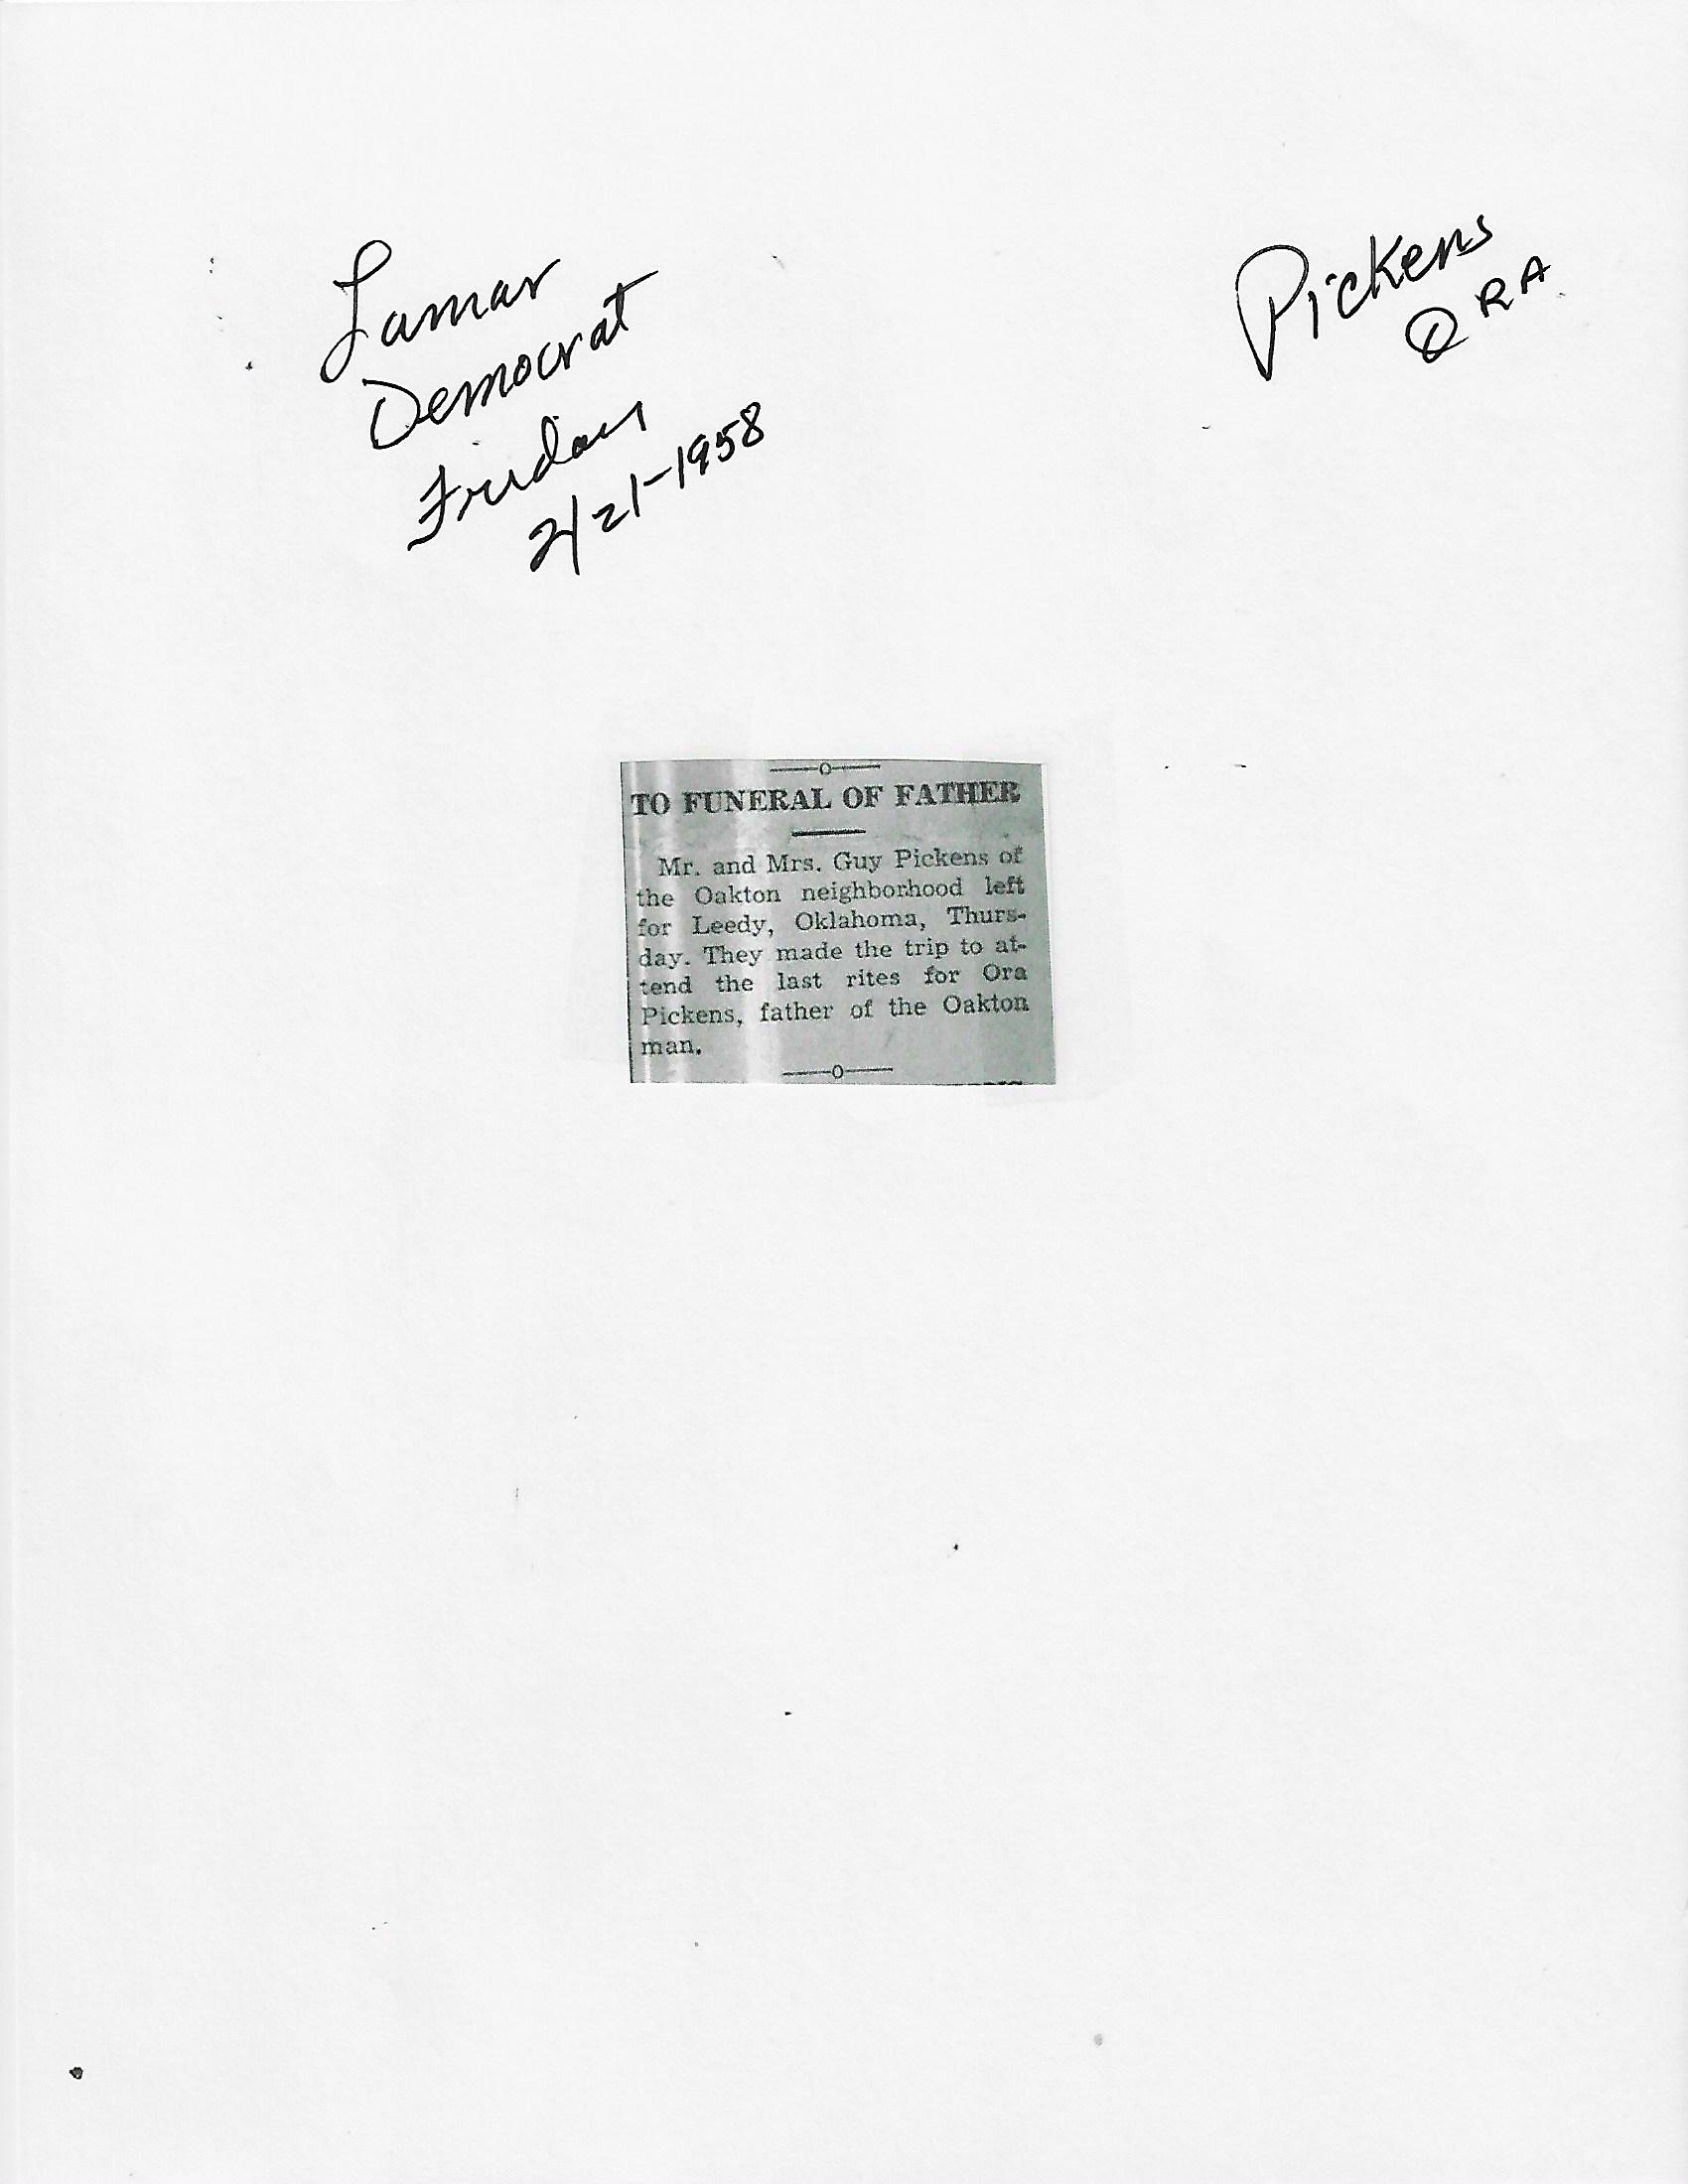 Lamar
Democrat
Friday
2/21-1958
Pickens
ORA
TO FUNERAL OF FATHER
Mr. and Mrs. Guy Pickens of
the Oakton neighborhood left
for Leedy, Oklahoma, Thurs-
day. They made the trip to at-
tend the last rites for Ora
Pickens, father of the Oakton
man.